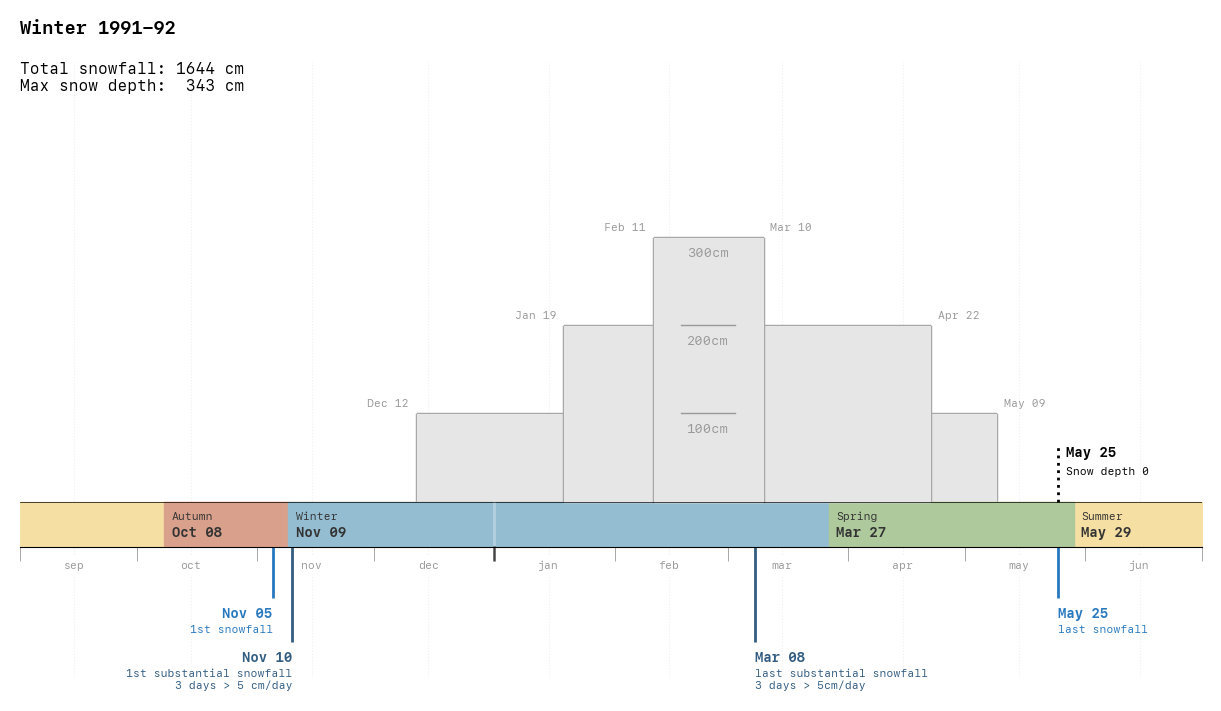 Winter 1991–92
Total snowfall: 1644 cm
Max snow depth:  343 cm
Feb 11
Mar 10
300cm
Jan 19
Apr 22
200cm
Dec 12
May 09
100cm
May 25
Snow depth 0
Autumn
Oct 08
Winter
Nov 09
Spring
Mar 27
Summer
May 29
sep
oct
nov
dec
jan
feb
mar
apr
may
jun
Nov 05
1st snowfall
May 25
last snowfall
Nov 10
1st substantial snowfall
3 days > 5 cm/day
Mar 08
last substantial snowfall
3 days > 5cm/day